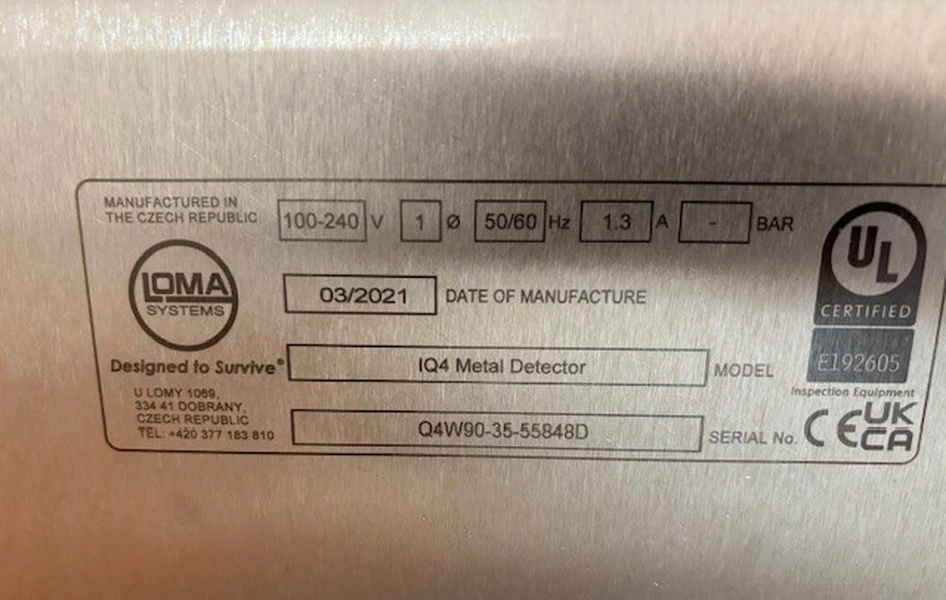 MANUFACTURED IN
THE CZECH REPUBLIC
100-240 V 1 Ø 50/60 Hz 1.3 A - BAR
LOMA
SYSTEMS
Designed to Survive®
03/2021 DATE OF MANUFACTURE
IQ4 Metal Detector MODEL
U LOMY 1069,
334 41 DOBRANY,
CZECH REPUBLIC
TEL: +420 377 183 810
Q4W90-35-55848D SERIAL No.
UL
CERTIFIED
E192605
Inspection Equipment
CE UK
CA